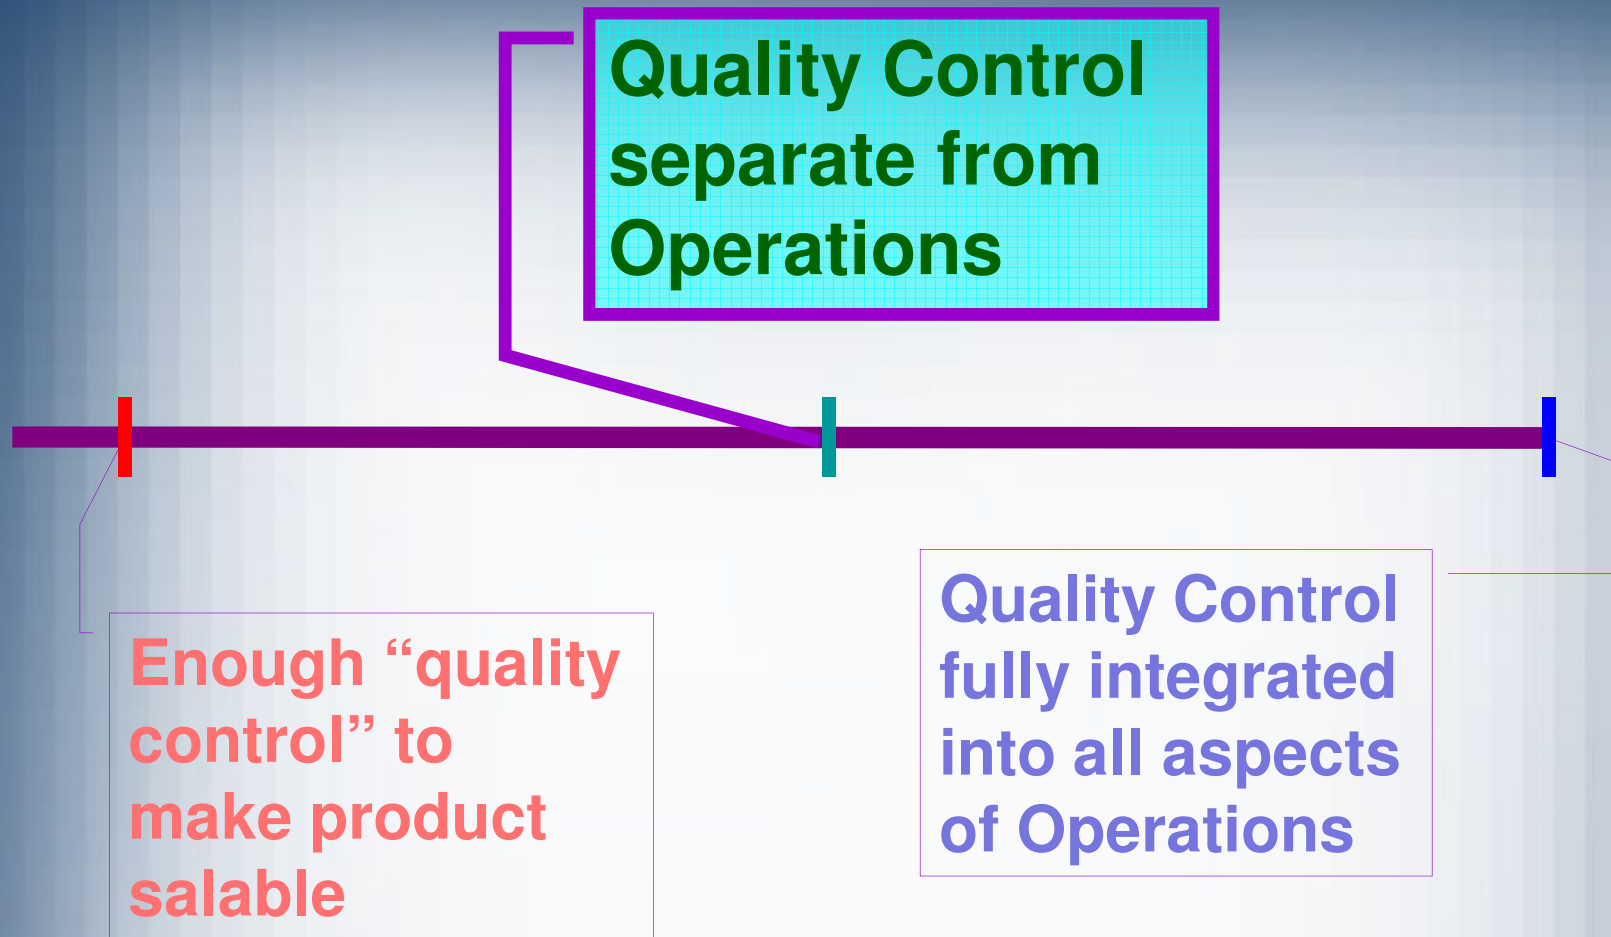 Quality Control
separate from
Operations
Enough “quality
control” to
make product
salable
Quality Control
fully integrated
into all aspects
of Operations